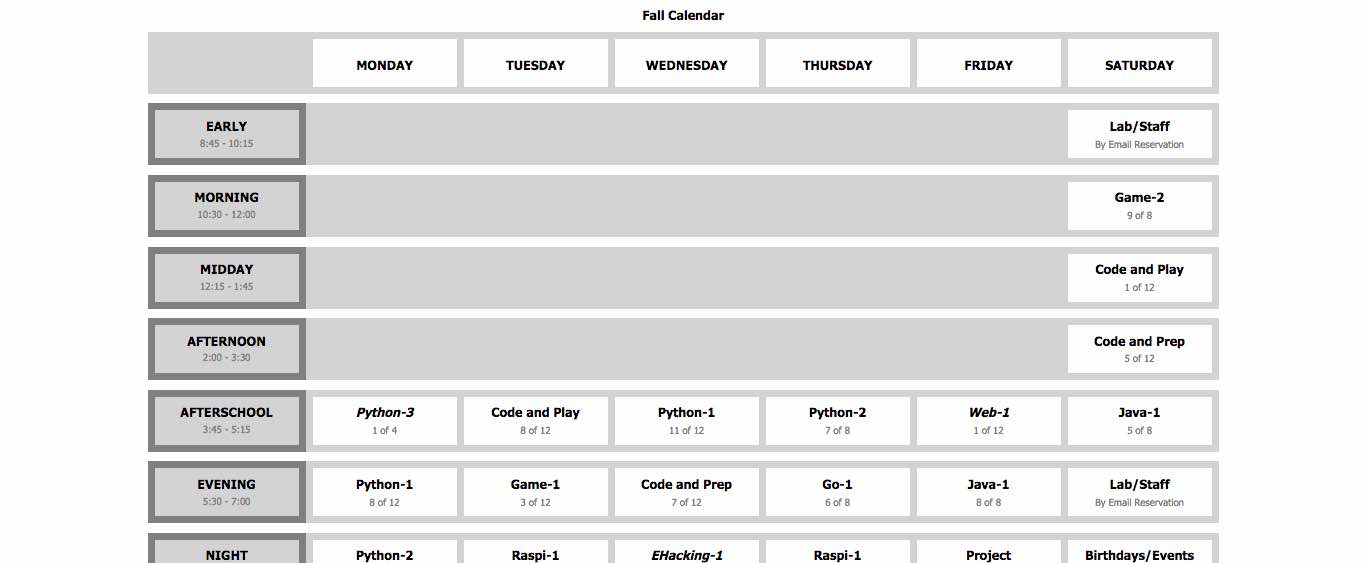 Fall Calendar
MONDAY TUESDAY WEDNESDAY THURSDAY FRIDAY SATURDAY
EARLY Lab/Staff
8:45 - 10:15 By Email Reservation
MORNING Game-2
10:30 - 12:00 9 of 8
MIDDAY Code and Play
12:15 - 1:45 1 of 12
AFTERNOON Code and Prep
2:00 - 3:30 5 of 12
AFTERSCHOOL Python-3 Code and Play Python-1 Python-2 Web-1 Java-1
3:45 - 5:15 1 of 4 8 of 12 11 of 12 7 of 8 1 of 12 5 of 8
EVENING Python-1 Game-1 Code and Prep Go-1 Java-1 Lab/Staff
5:30 - 7:00 8 of 12 3 of 12 7 of 12 6 of 8 8 of 8 By Email Reservation
NIGHT Python-2 Raspi-1 EHacking-1 Raspi-1 Project Birthdays/Events